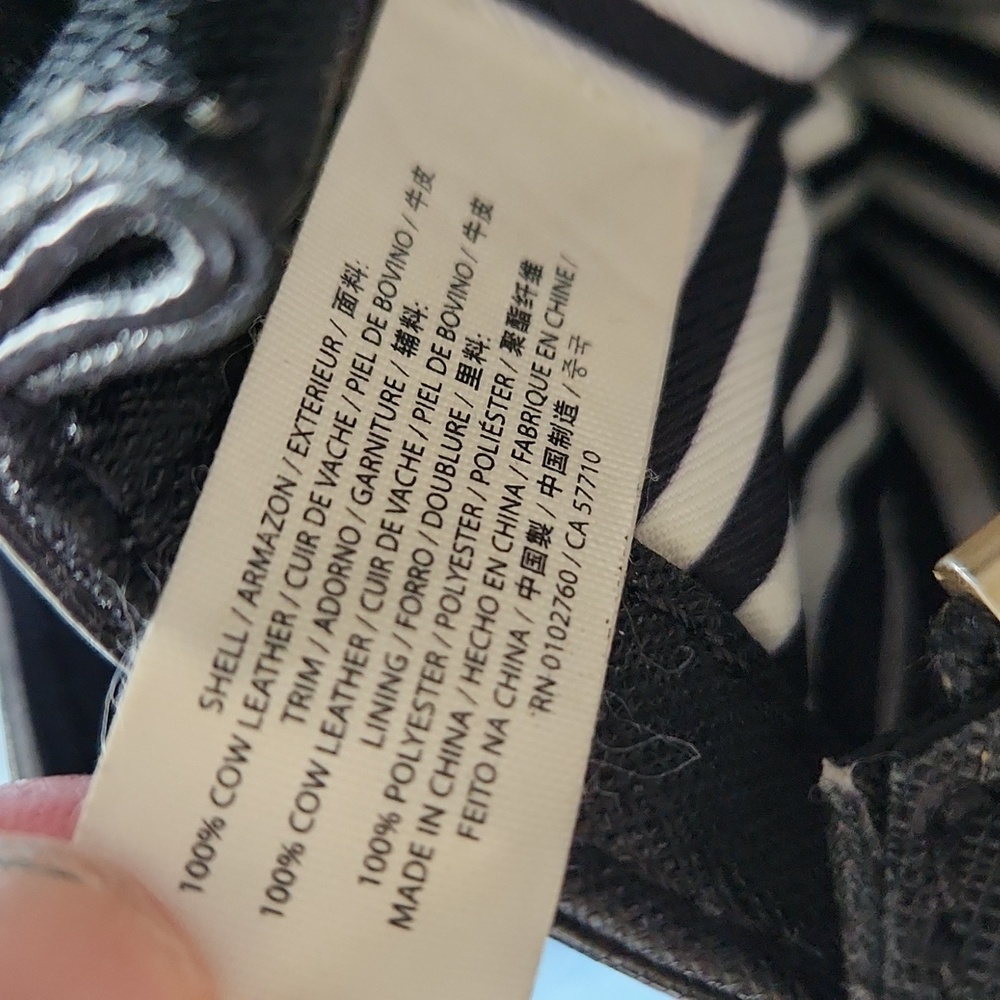 SHELL / ARMAZON / EXTERIEUR / 面料:
100% COW LEATHER / CUIR DE VACHE / PIEL DE BOVINO / 牛皮
TRIM / ADORNO / GARNITURE / 辅料:
100% COW LEATHER / CUIR DE VACHE / PIEL DE BOVINO / 牛皮
LINING / FORRO / DOUBLURE / 里料:
100% POLYESTER / POLYESTER / POLIÉSTER / 聚酯纤维
MADE IN CHINA / HECHO EN CHINA / FABRIQUE EN CHINE /
FEITO NA CHINA / 中国製 / 中国制造 / 중국
RN 0102760 / CA 57710